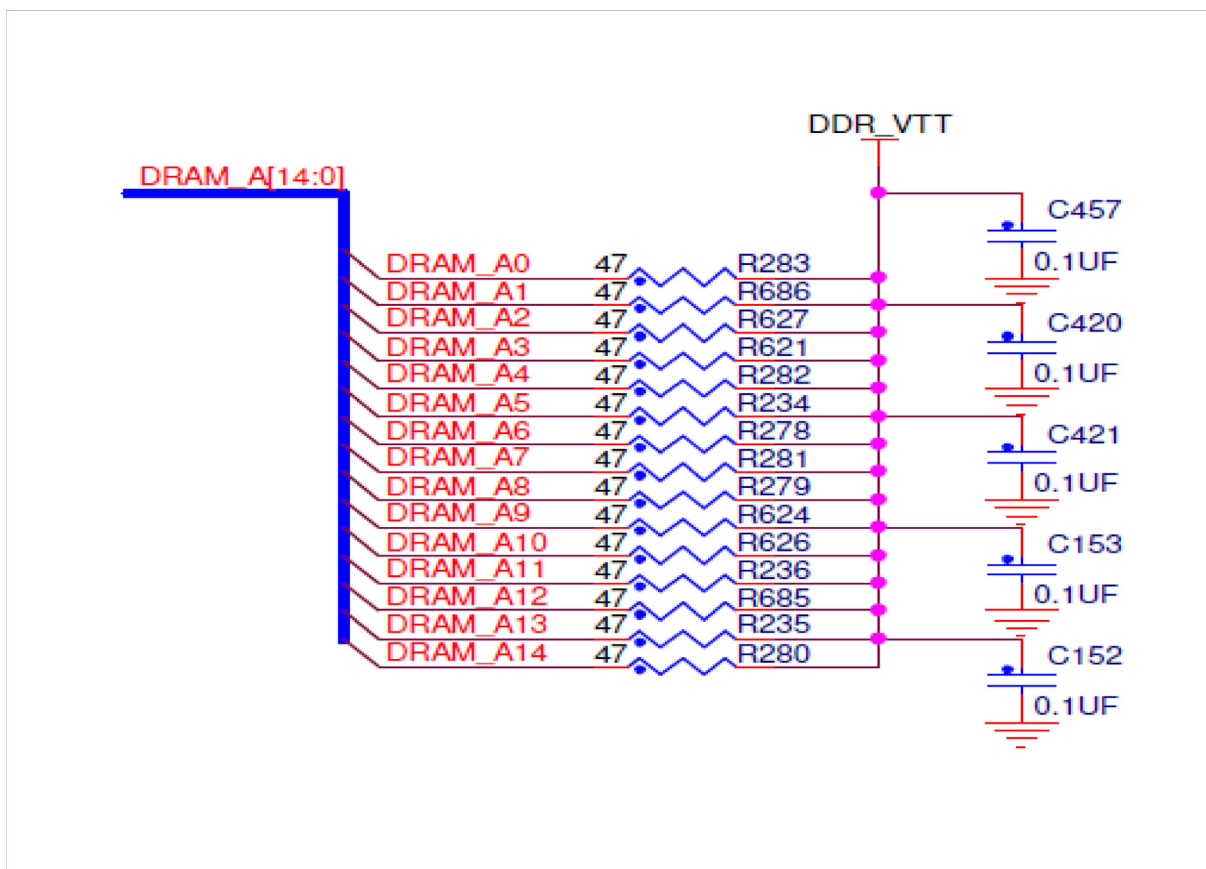 DDR_VTT
DRAM_A[14:0]
C457
0.1UF
DRAM_A0 47 R283
DRAM_A1 47 R686
DRAM_A2 47 R627
C420
DRAM_A3 47 R621
0.1UF
DRAM_A4 47 R282
DRAM_A5 47 R234
DRAM_A6 47 R278
C421
DRAM_A7 47 R281
0.1UF
DRAM_A8 47 R279
DRAM_A9 47 R624
DRAM_A10 47 R626
C153
DRAM_A11 47 R236
0.1UF
DRAM_A12 47 R685
DRAM_A13 47 R235
DRAM_A14 47 R280
C152
0.1UF